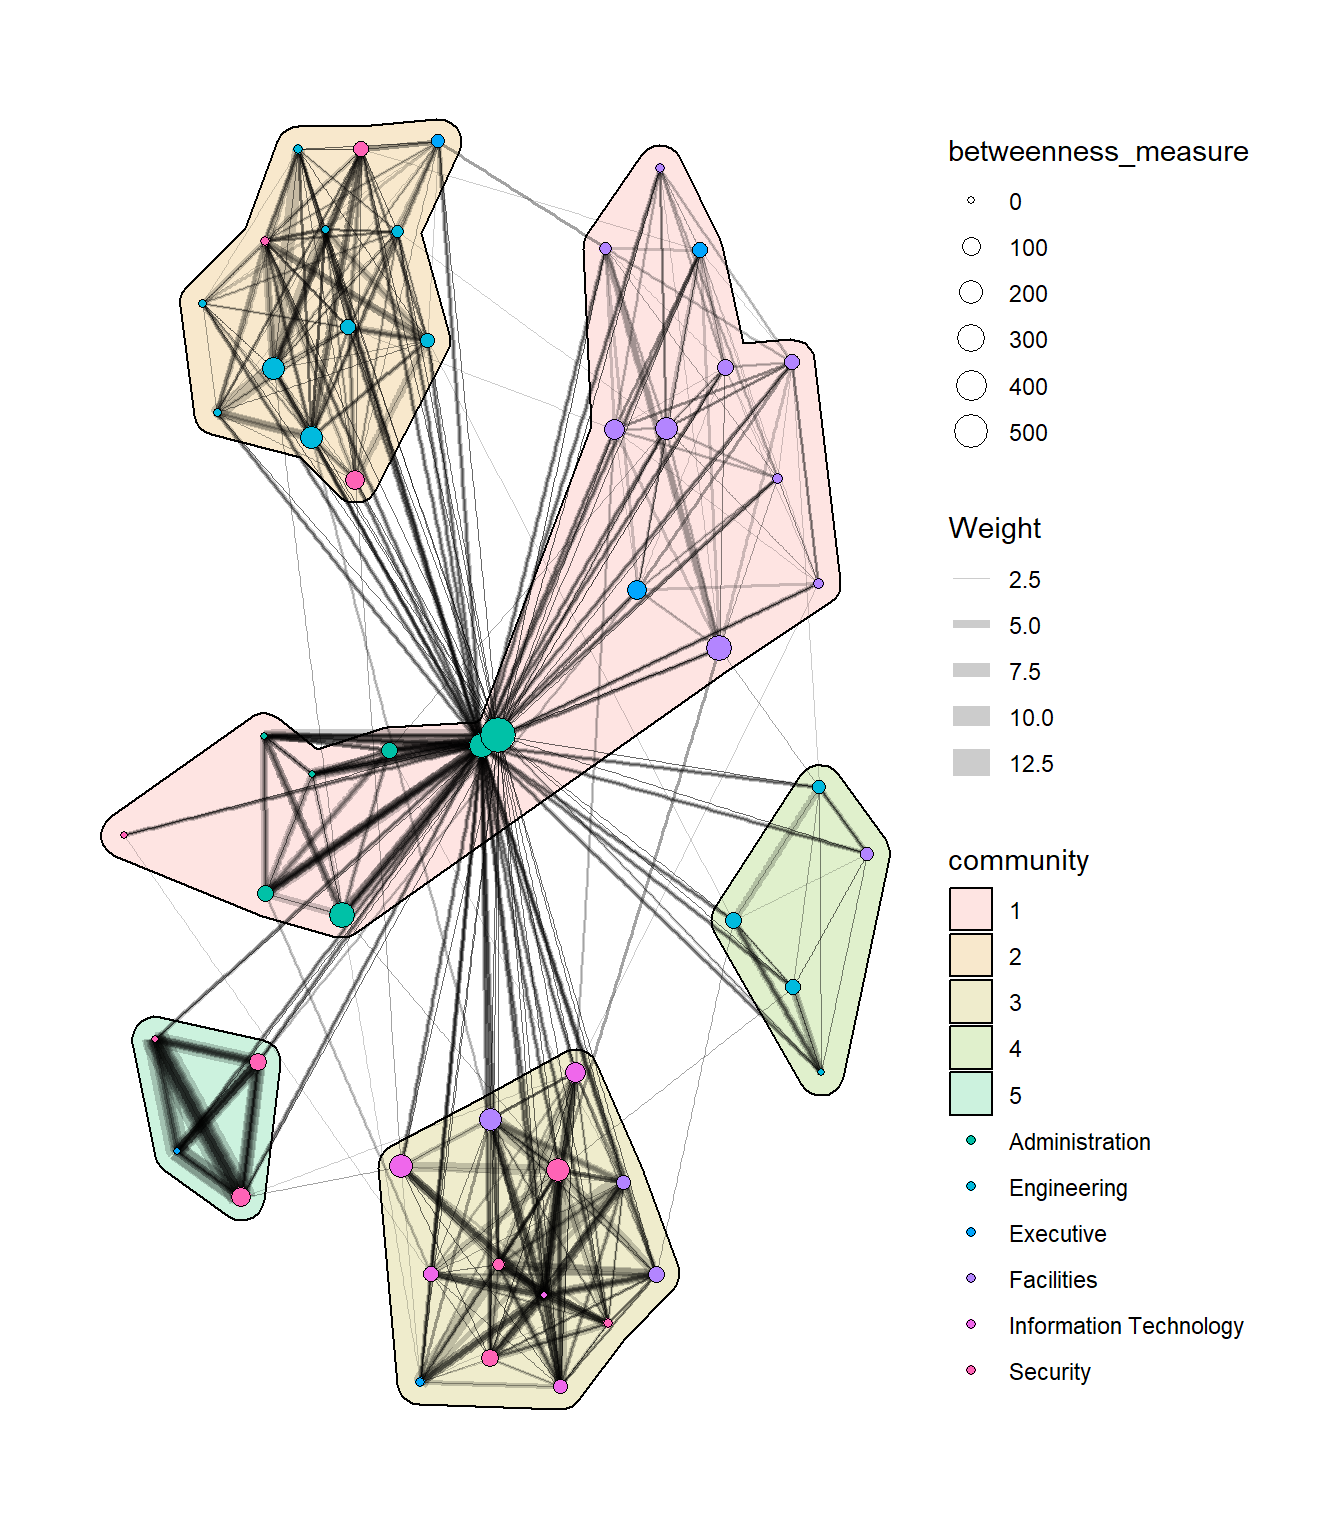 betweenness_measure
0
100
200
300
400
500
Weight
2.5
5.0
7.5
10.0
12.5
community
1
2
3
4
5
Administration
Engineering
Executive
Facilities
Information Technology
Security